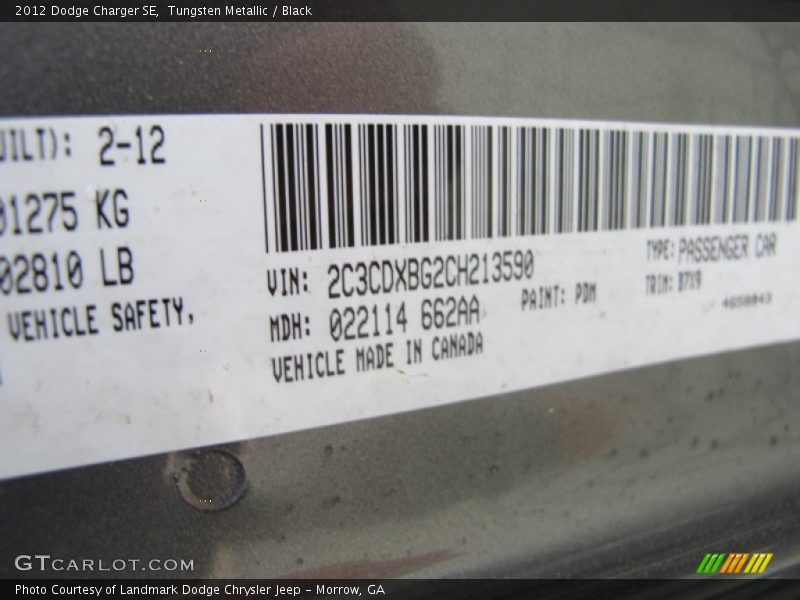 2012 Dodge Charger SE,  Tungsten Metallic / Black
UILT): 2-12
01275 KG
02810 LB
VEHICLE SAFETY,
VIN: 2C3CDXBG2CH213590
TYPE: PASSENGER CAR
MDH: 022114 662AA
PAINT: PDM
TRIM: B7X9
4658043
VEHICLE MADE IN CANADA
GTCARLOT.COM
Photo Courtesy of Landmark Dodge Chrysler Jeep – Morrow, GA